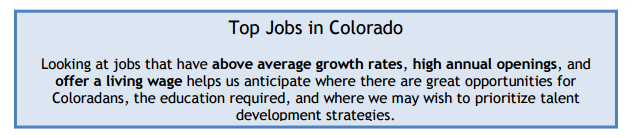 Top Jobs in Colorado
Looking at jobs that have above average growth rates, high annual openings, and
offer a living wage helps us anticipate where there are great opportunities for
Coloradans, the education required, and where we may wish to prioritize talent
development strategies.